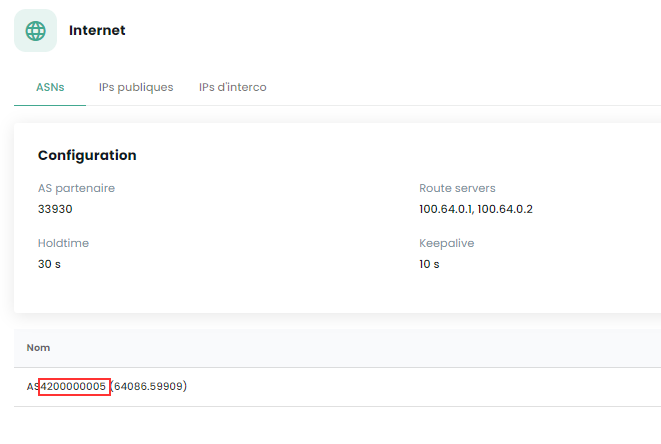 Internet
ASNs IPs publiques IPs d'interco
Configuration
AS partenaire Route servers
33930 100.64.0.1, 100.64.0.2
Holdtime Keepalive
30 s 10 s
Nom
AS4200000005 (64086.59909)